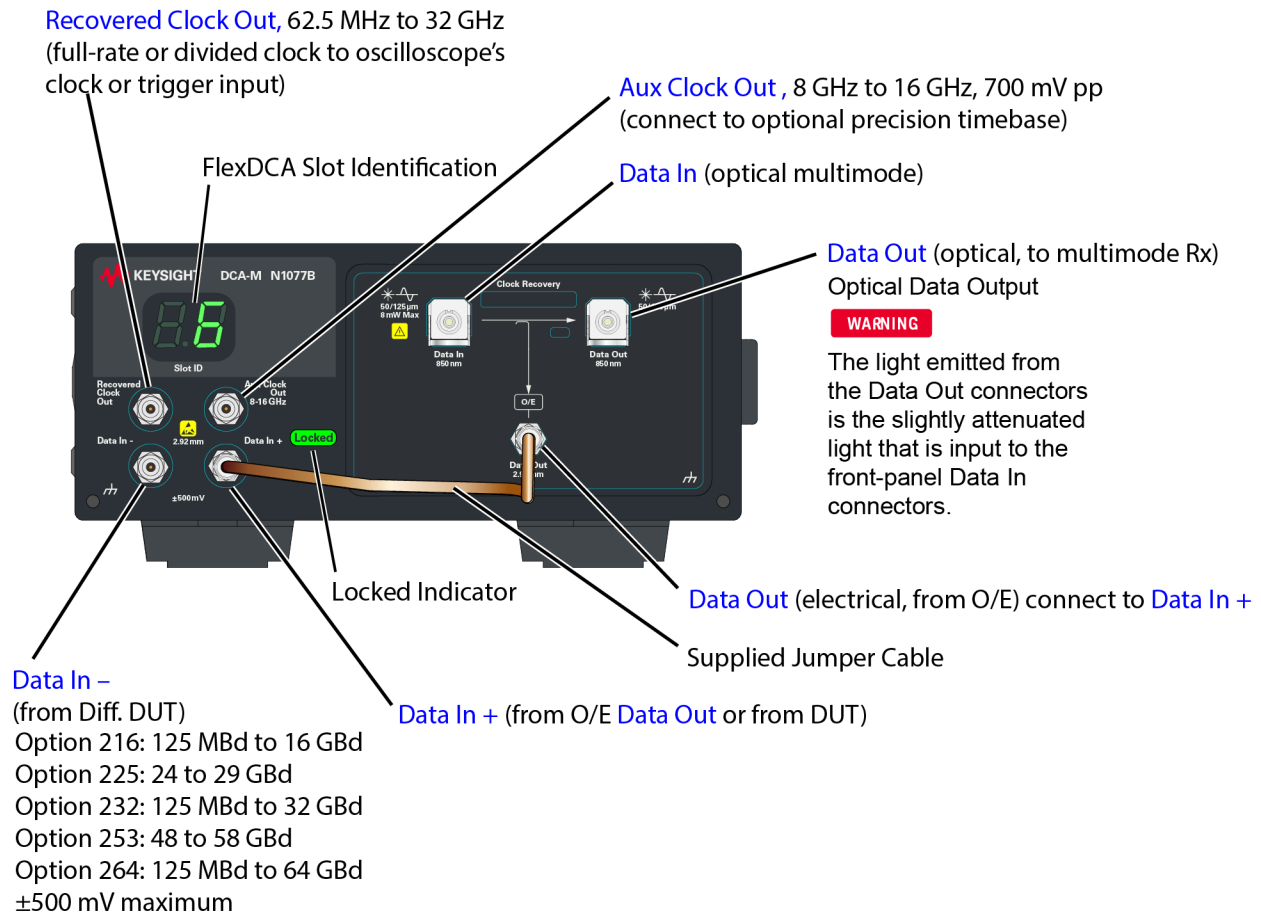 Recovered Clock Out, 62.5 MHz to 32 GHz
(full-rate or divided clock to oscilloscope’s
clock or trigger input)
Aux Clock Out , 8 GHz to 16 GHz, 700 mV pp
(connect to optional precision timebase)
FlexDCA Slot Identification
Data In (optical multimode)
Data Out (optical, to multimode Rx)
Optical Data Output
WARNING
The light emitted from
the Data Out connectors
is the slightly attenuated
light that is input to the
front-panel Data In
connectors.
KEYSIGHT DCA-M N1077B
6
Slot ID
Recovered
Clock
Out
Aux Clock
Out
8-16 GHz
2.92 mm
Data In -
Data In +
Locked
±500mV
Clock Recovery
50/125µm
8 mW Max
Data In
850 nm
50/125µm
Data Out
850 nm
O/E
Data Out
2.92 mm
Locked Indicator
Data Out (electrical, from O/E) connect to Data In +
Supplied Jumper Cable
Data In –
(from Diff. DUT)
Option 216: 125 MBd to 16 GBd
Option 225: 24 to 29 GBd
Option 232: 125 MBd to 32 GBd
Option 253: 48 to 58 GBd
Option 264: 125 MBd to 64 GBd
±500 mV maximum
Data In + (from O/E Data Out or from DUT)